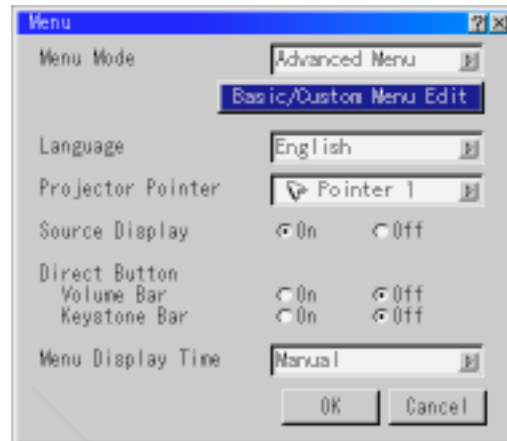 Menu
Menu Mode Advanced Menu
Basic/Custom Menu Edit
Language English
Projector Pointer Pointer 1
Source Display On Off
Direct Button
Volume Bar On Off
Keystone Bar On Off
Menu Display Time Manual
OK Cancel